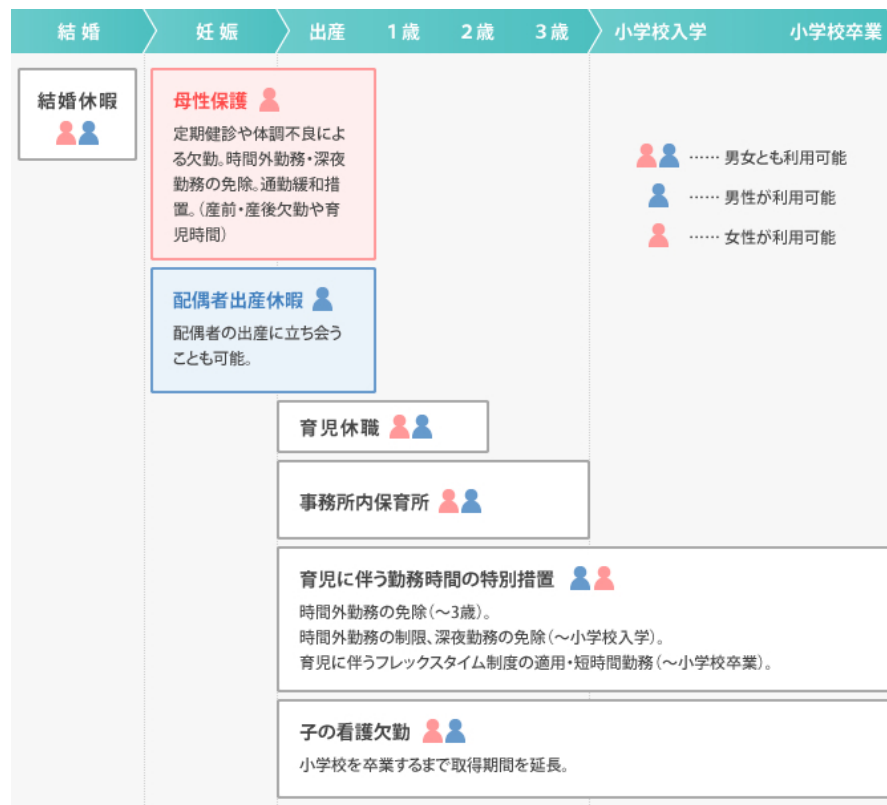 結婚 妊娠 出産 1歳 2歳 3歳 小学校入学 小学校卒業
結婚休暇
母性保護
定期健診や体調不良によ
る欠勤。時間外勤務・深夜
勤務の免除。通勤緩和措
置。(産前・産後欠勤や育
児時間)
…… 男女とも利用可能
…… 男性が利用可能
…… 女性が利用可能
配偶者出産休暇
配偶者の出産に立ち会う
ことも可能。
育児休職
事務所内保育所
育児に伴う勤務時間の特別措置
時間外勤務の免除(〜3歳)。
時間外勤務の制限、深夜勤務の免除(〜小学校入学)。
育児に伴うフレックスタイム制度の適用・短時間勤務(〜小学校卒業)。
子の看護欠勤
小学校を卒業するまで取得期間を延長。